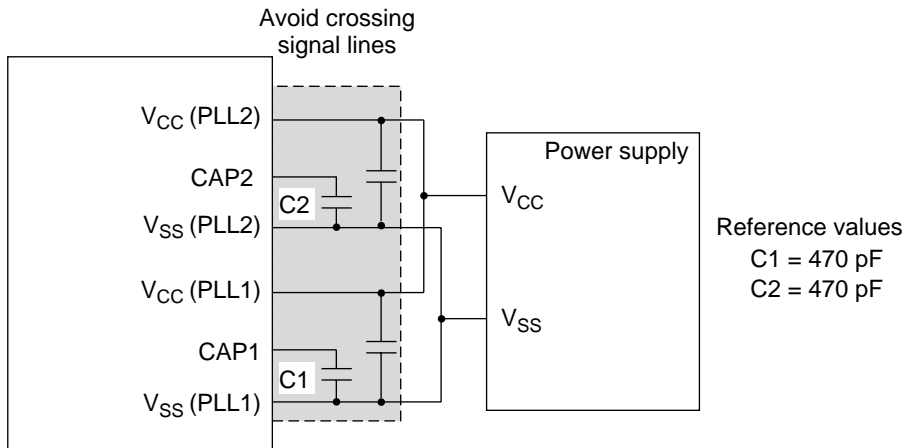 Avoid crossing
signal lines
VCC (PLL2)
CAP2
C2
VSS (PLL2)
VCC (PLL1)
CAP1
C1
VSS (PLL1)
Power supply
VCC
VSS
Reference values
C1 = 470 pF
C2 = 470 pF